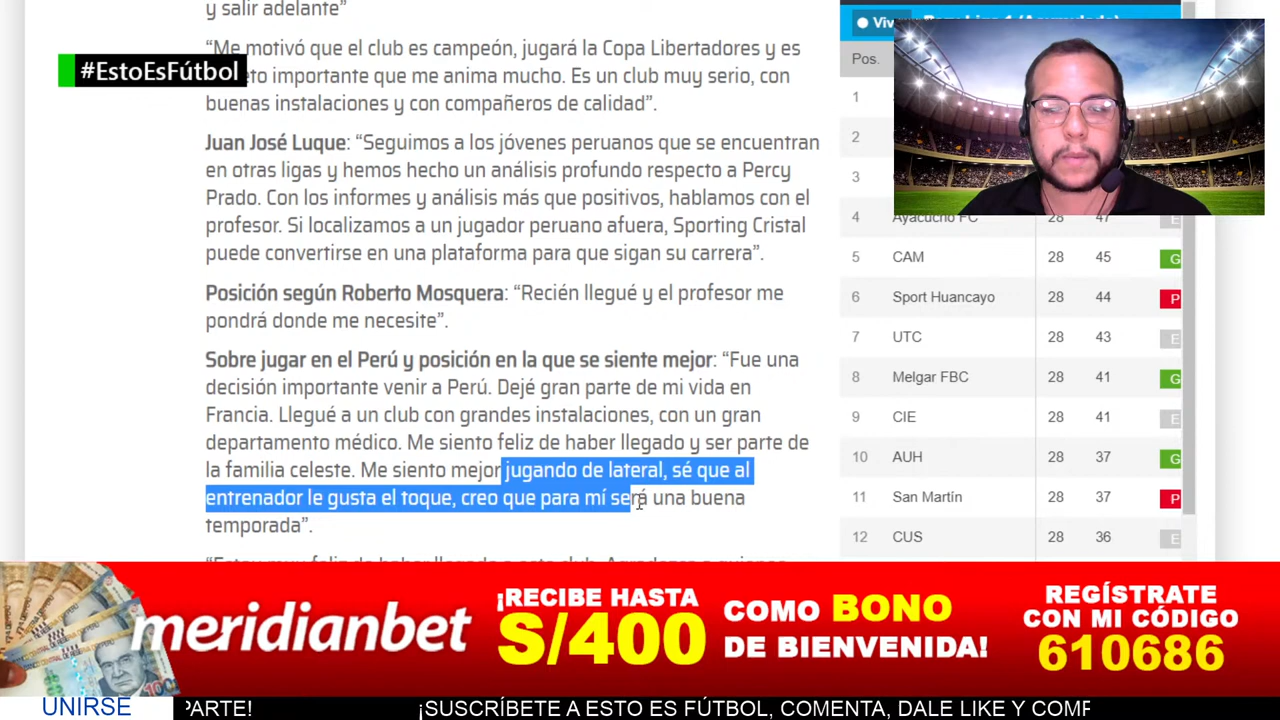 y salir adelante”
“Me motivó que el club es campeón, jugará la Copa Libertadores y es
importante que me anima mucho. Es un club muy serio, con
buenas instalaciones y con compañeros de calidad”.
#EstoEsFútbol
Juan José Luque: “Seguimos a los jóvenes peruanos que se encuentran
en otras ligas y hemos hecho un análisis profundo respecto a Percy
Prado. Con los informes y análisis más que positivos, hablamos con el
profesor. Si localizamos a un jugador peruano afuera, Sporting Cristal
puede convertirse en una plataforma para que sigan su carrera”.
Posición según Roberto Mosquera: “Recién llegué y el profesor me
pondrá donde me necesite”.
Sobre jugar en el Perú y posición en la que se siente mejor: “Fue una
decisión importante venir a Perú. Dejé gran parte de mi vida en
Francia. Llegué a un club con grandes instalaciones, con un gran
departamento médico. Me siento feliz de haber llegado y ser parte de
la familia celeste. Me siento mejor jugando de lateral, sé que al
entrenador le gusta el toque, creo que para mí será una buena
temporada”.
Pos.
1
2
3
4 Ayacucho FC 28 47 E
5 CAM 28 45 G
6 Sport Huancayo 28 44 P
7 UTC 28 43 E
8 Melgar FBC 28 41 G
9 CIE 28 41 E
10 AUH 28 37 G
11 San Martín 28 37 P
12 CUS 28 36 E
meridianbet
¡RECIBE HASTA
S/400
COMO BONO
DE BIENVENIDA!
REGÍSTRATE
CON MI CÓDIGO
610686
UNIRSE
PARTE! ¡SUSCRÍBETE A ESTO ES FÚTBOL, COMENTA, DALE LIKE Y COMP